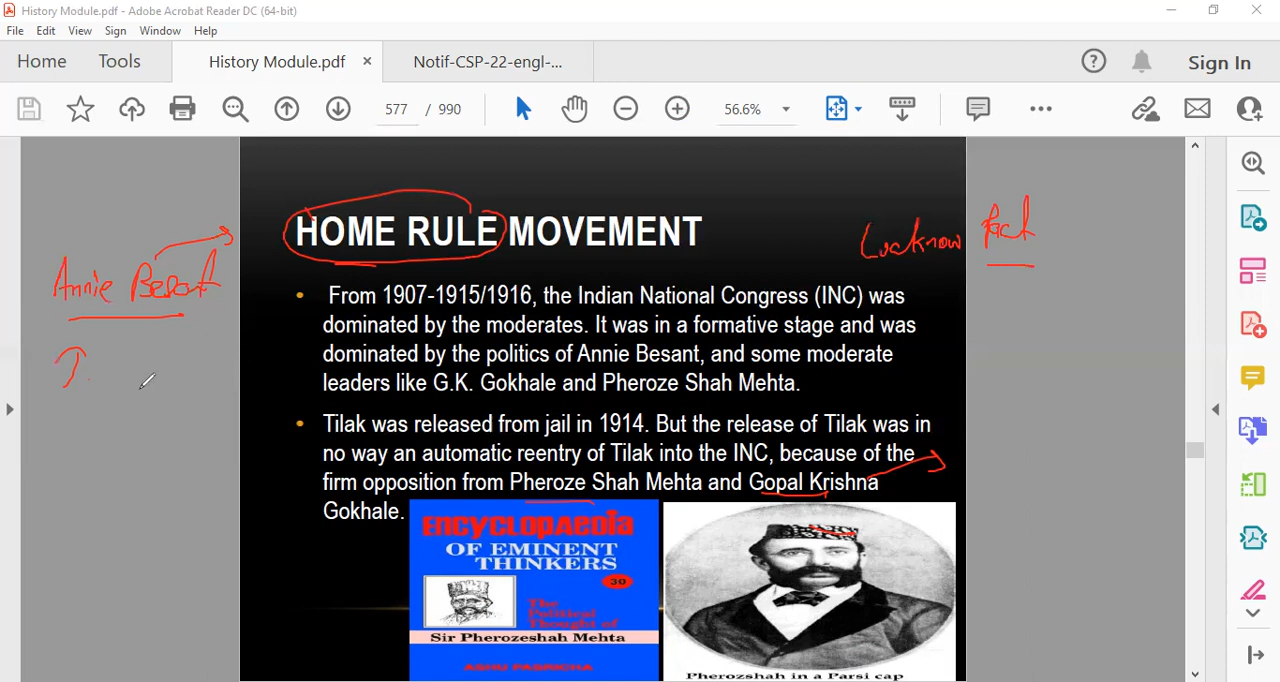 History Module.pdf - Adobe Acrobat Reader DC (64-bit)
File Edit View Sign Window Help
Home Tools History Module.pdf × Notif-CSP-22-engl-... Sign In
577 / 990 56.6%
HOME RULE MOVEMENT
Lucknow Pact
Annie Besant
T.
• From 1907-1915/1916, the Indian National Congress (INC) was
dominated by the moderates. It was in a formative stage and was
dominated by the politics of Annie Besant, and some moderate
leaders like G.K. Gokhale and Pheroze Shah Mehta.
• Tilak was released from jail in 1914. But the release of Tilak was in
no way an automatic reentry of Tilak into the INC, because of the
firm opposition from Pheroze Shah Mehta and Gopal Krishna
Gokhale.
ENCYCLOPAEDIA
OF EMINENT
THINKERS
30
The
Political
Thought of
Sir Pherozeshah Mehta
ASHU PASRICHA
Pherozshah in a Parsi cap